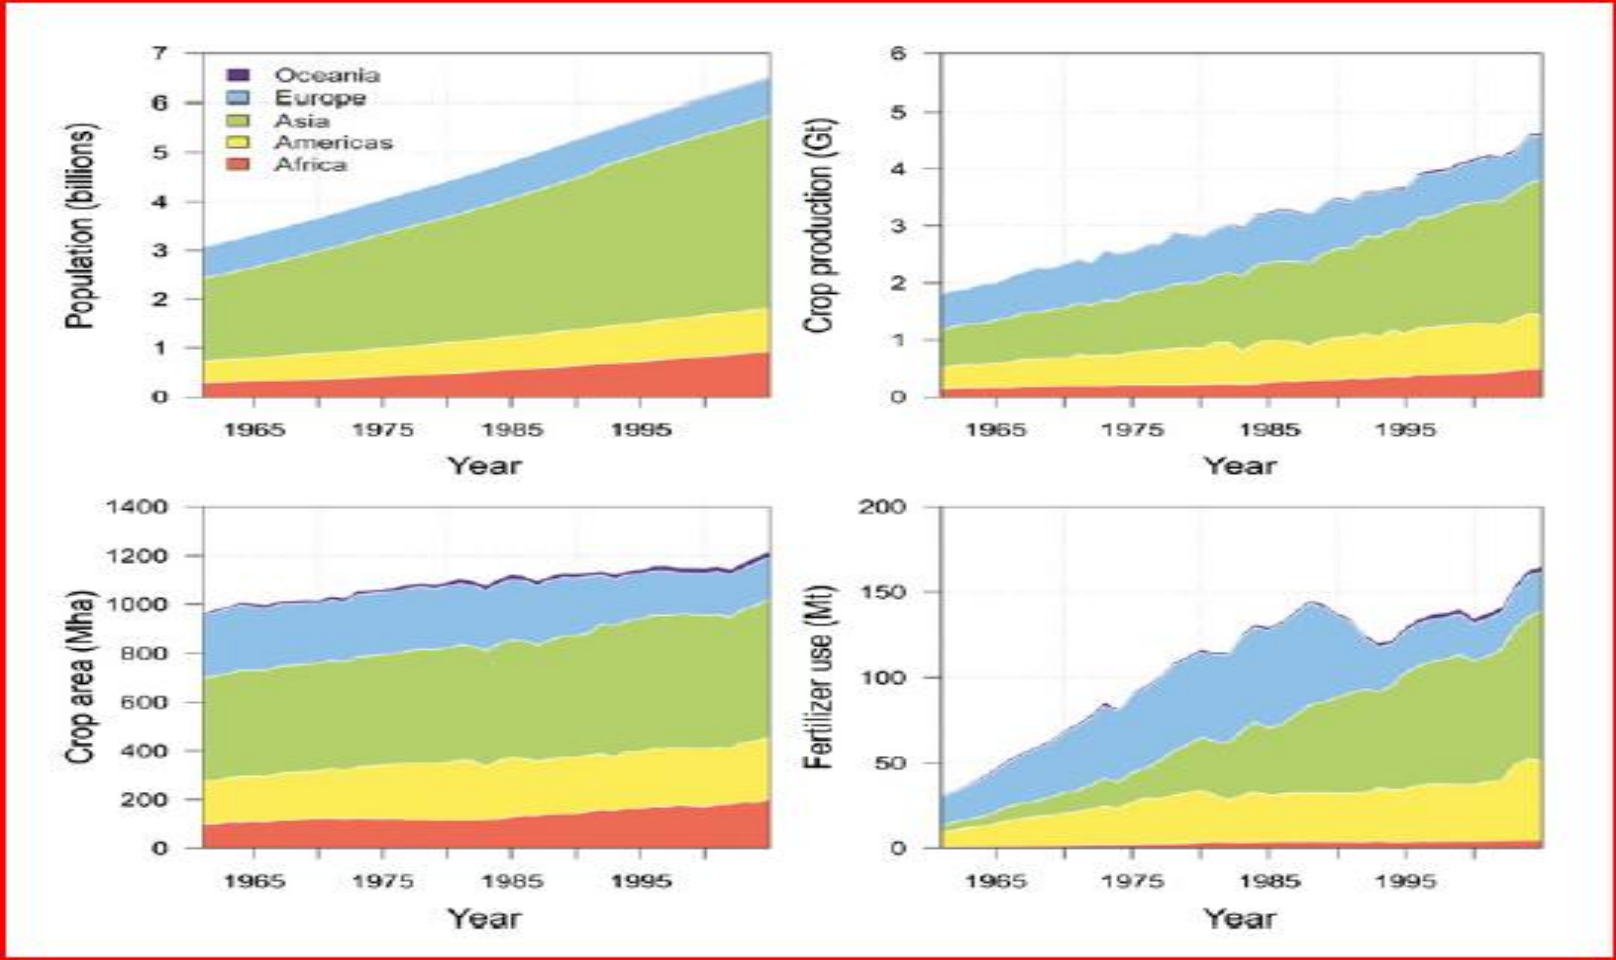 Population (billions)
7
6
5
4
3
2
1
0
Oceania
Europe
Asia
Americas
Africa
1965 1975 1985 1995
Year
Crop production (Gt)
6
5
4
3
2
1
0
1965 1975 1985 1995
Year
Crop area (Mha)
1400
1200
1000
800
600
400
200
0
1965 1975 1985 1995
Year
Fertilizer use (Mt)
200
150
100
50
0
1965 1975 1985 1995
Year